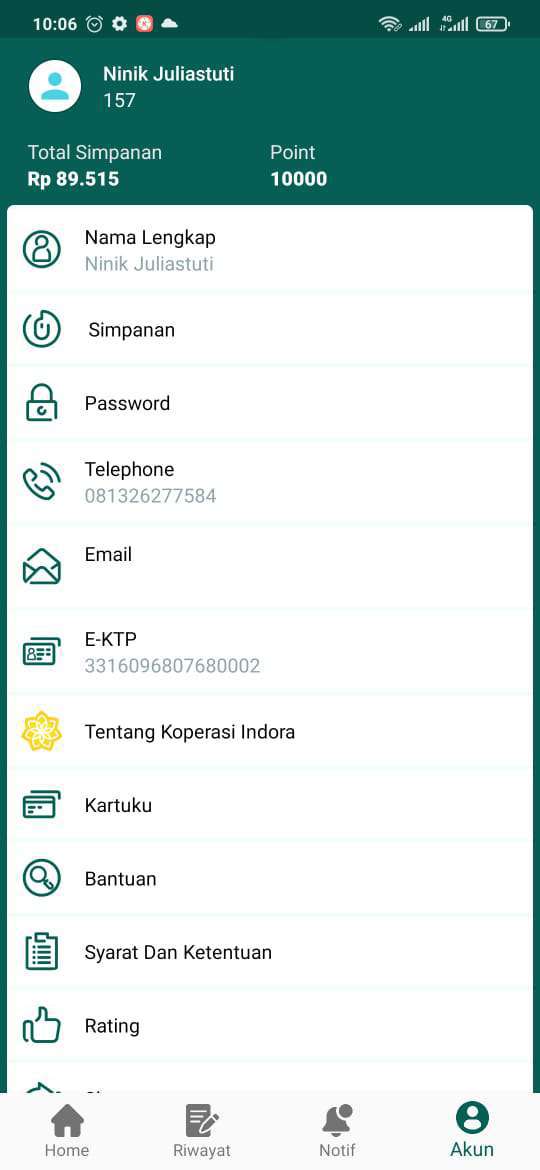 10:06
4G
67
Ninik Juliastuti
157
Total Simpanan
Point
Rp 89.515
10000
Nama Lengkap
Ninik Juliastuti
Simpanan
Password
Telephone
081326277584
Email
E-KTP
3316096807680002
Tentang Koperasi Indora
Kartuku
Bantuan
Syarat Dan Ketentuan
Rating
Home
Riwayat
Notif
Akun